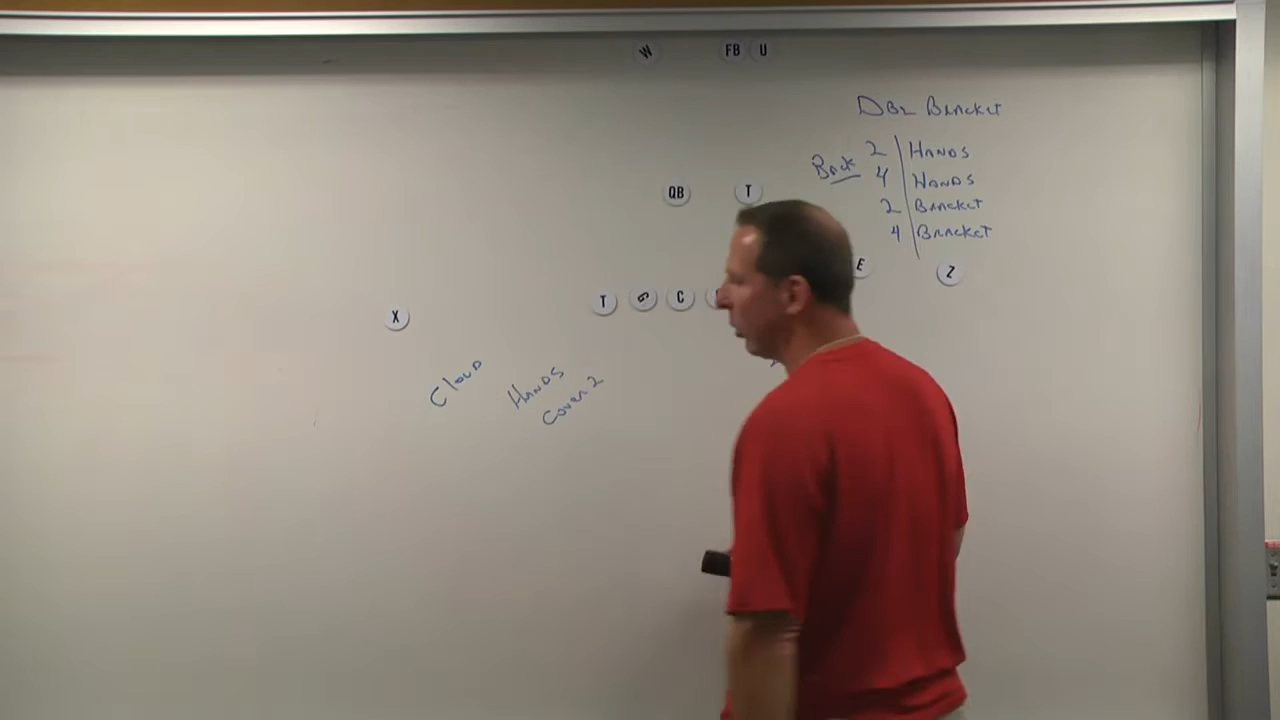 W FB U
DBL BRACKET
Back 2 HANDS
4 HANDS
2 BRACKET
4 BRACKET
QB T
E Z
X T G C
CLOUD
HANDS
COVER 2